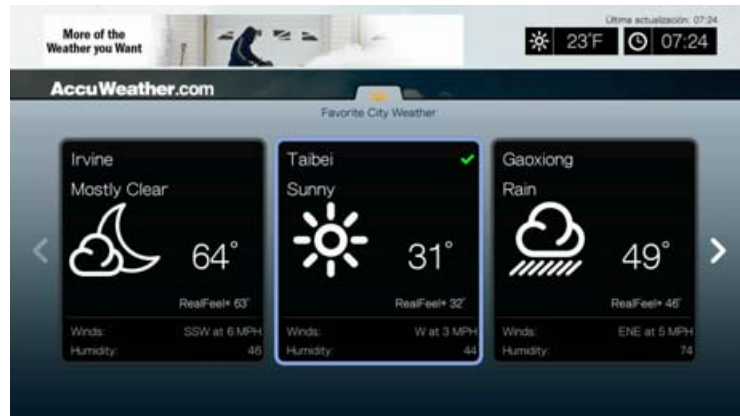 More of the
Weather you Want
Última actualización: 07:24
23°F 07:24
AccuWeather.com
Favorite City Weather
Irvine
Mostly Clear
64°
RealFeel® 63°
Winds: SSW at 6 MPH
Humidity: 46
Taibei
Sunny
31°
RealFeel® 32°
Winds: W at 3 MPH
Humidity: 44
Gaoxiong
Rain
49°
RealFeel® 46°
Winds: ENE at 5 MPH
Humidity: 74